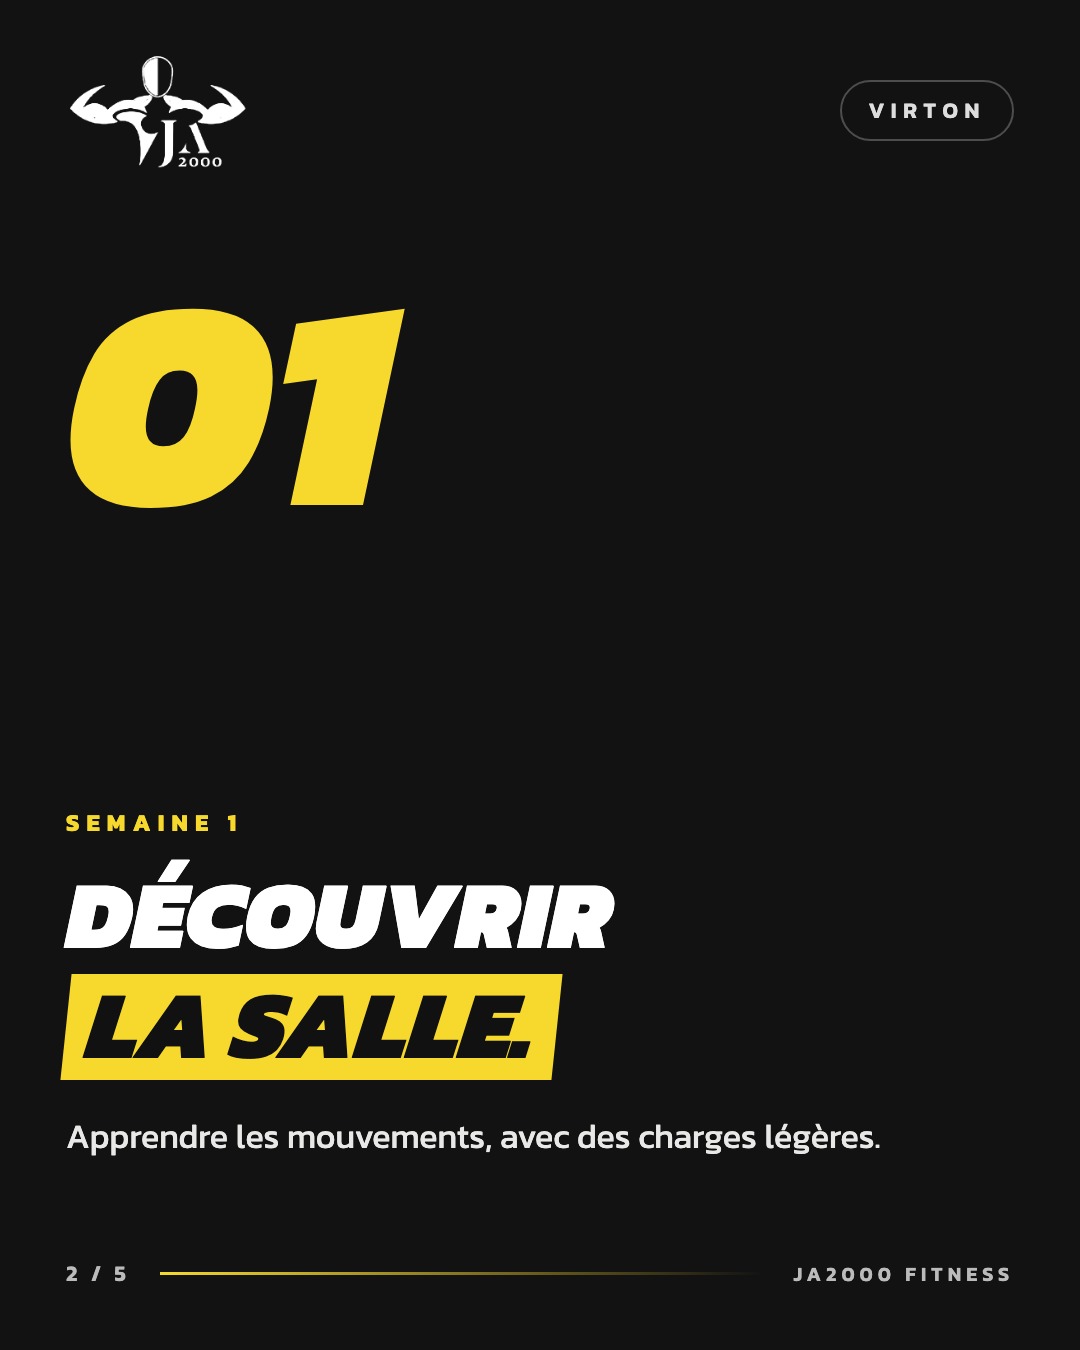 JA
2000
VIRTON
01
SEMAINE 1
DÉCOUVRIR
LA SALLE.
Apprendre les mouvements, avec des charges légères.
2 / 5
JA2000 FITNESS